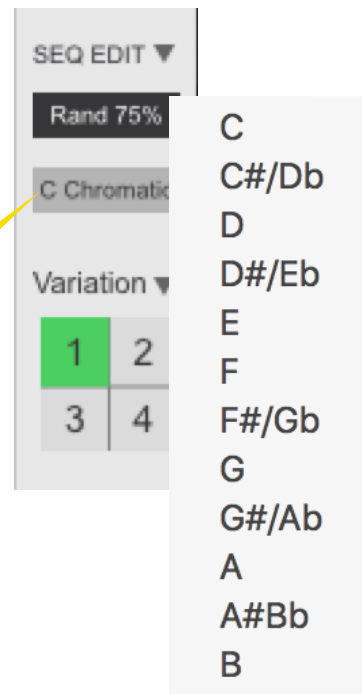 SEQ EDIT ▼
Rand 75%
C Chromatic
Variation ▼
1 2
3 4
C
C#/Db
D
D#/Eb
E
F
F#/Gb
G
G#/Ab
A
A#Bb
B